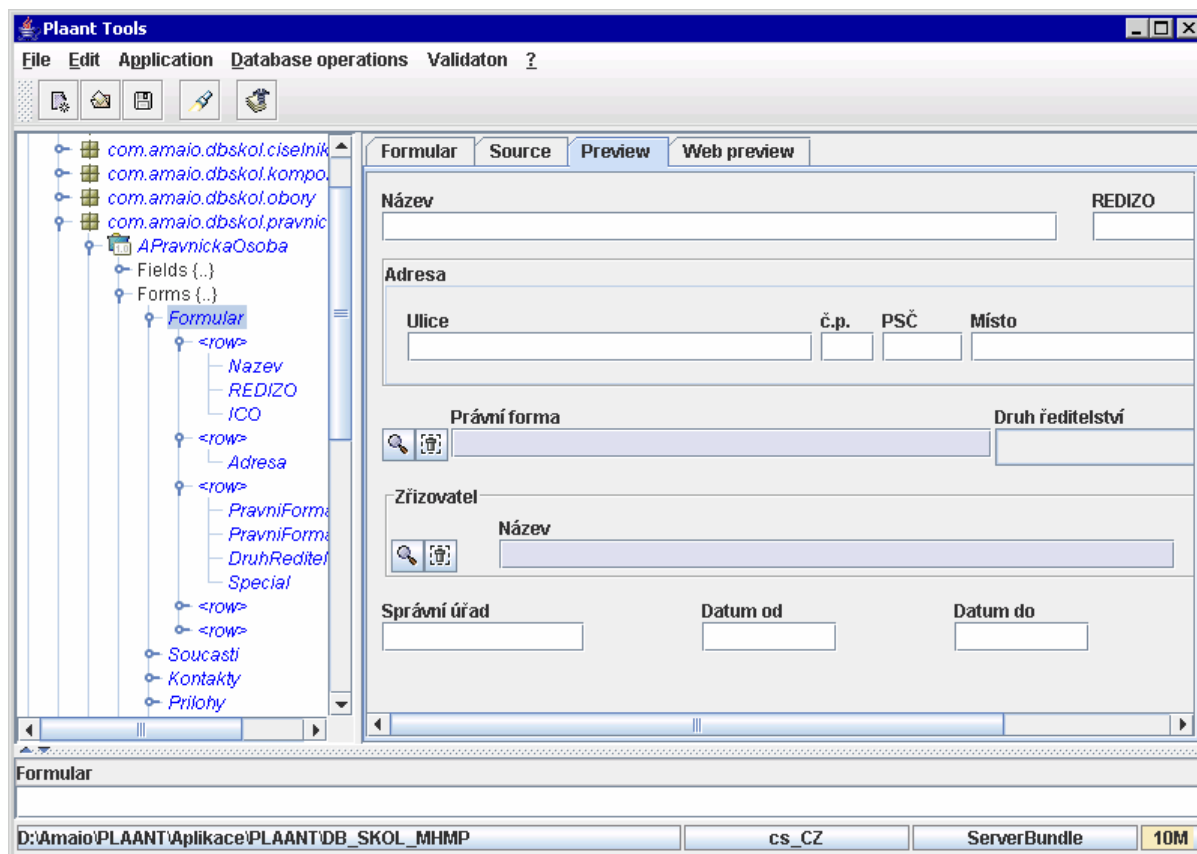 Plaant Tools
File Edit Application Database operations Validaton ?
com.amaio.dbskol.ciselnik
com.amaio.dbskol.kompo.
com.amaio.dbskol.obory
com.amaio.dbskol.pravnic
APravnickaOsoba
Fields {..}
Forms {..}
Formular
<row>
Nazev
REDIZO
ICO
<row>
Adresa
<row>
PravniForma
PravniForma
DruhReditel
Special
<row>
<row>
Soucasti
Kontakty
Prilohy
Formular Source Preview Web preview
Název REDIZO
Adresa
Ulice č.p. PSČ Místo
Právní forma Druh ředitelství
Zřizovatel
Název
Správní úřad Datum od Datum do
Formular
D:\Amaio\PLAANT\Aplikace\PLAANT\DB_SKOL_MHMP cs_CZ ServerBundle 10M